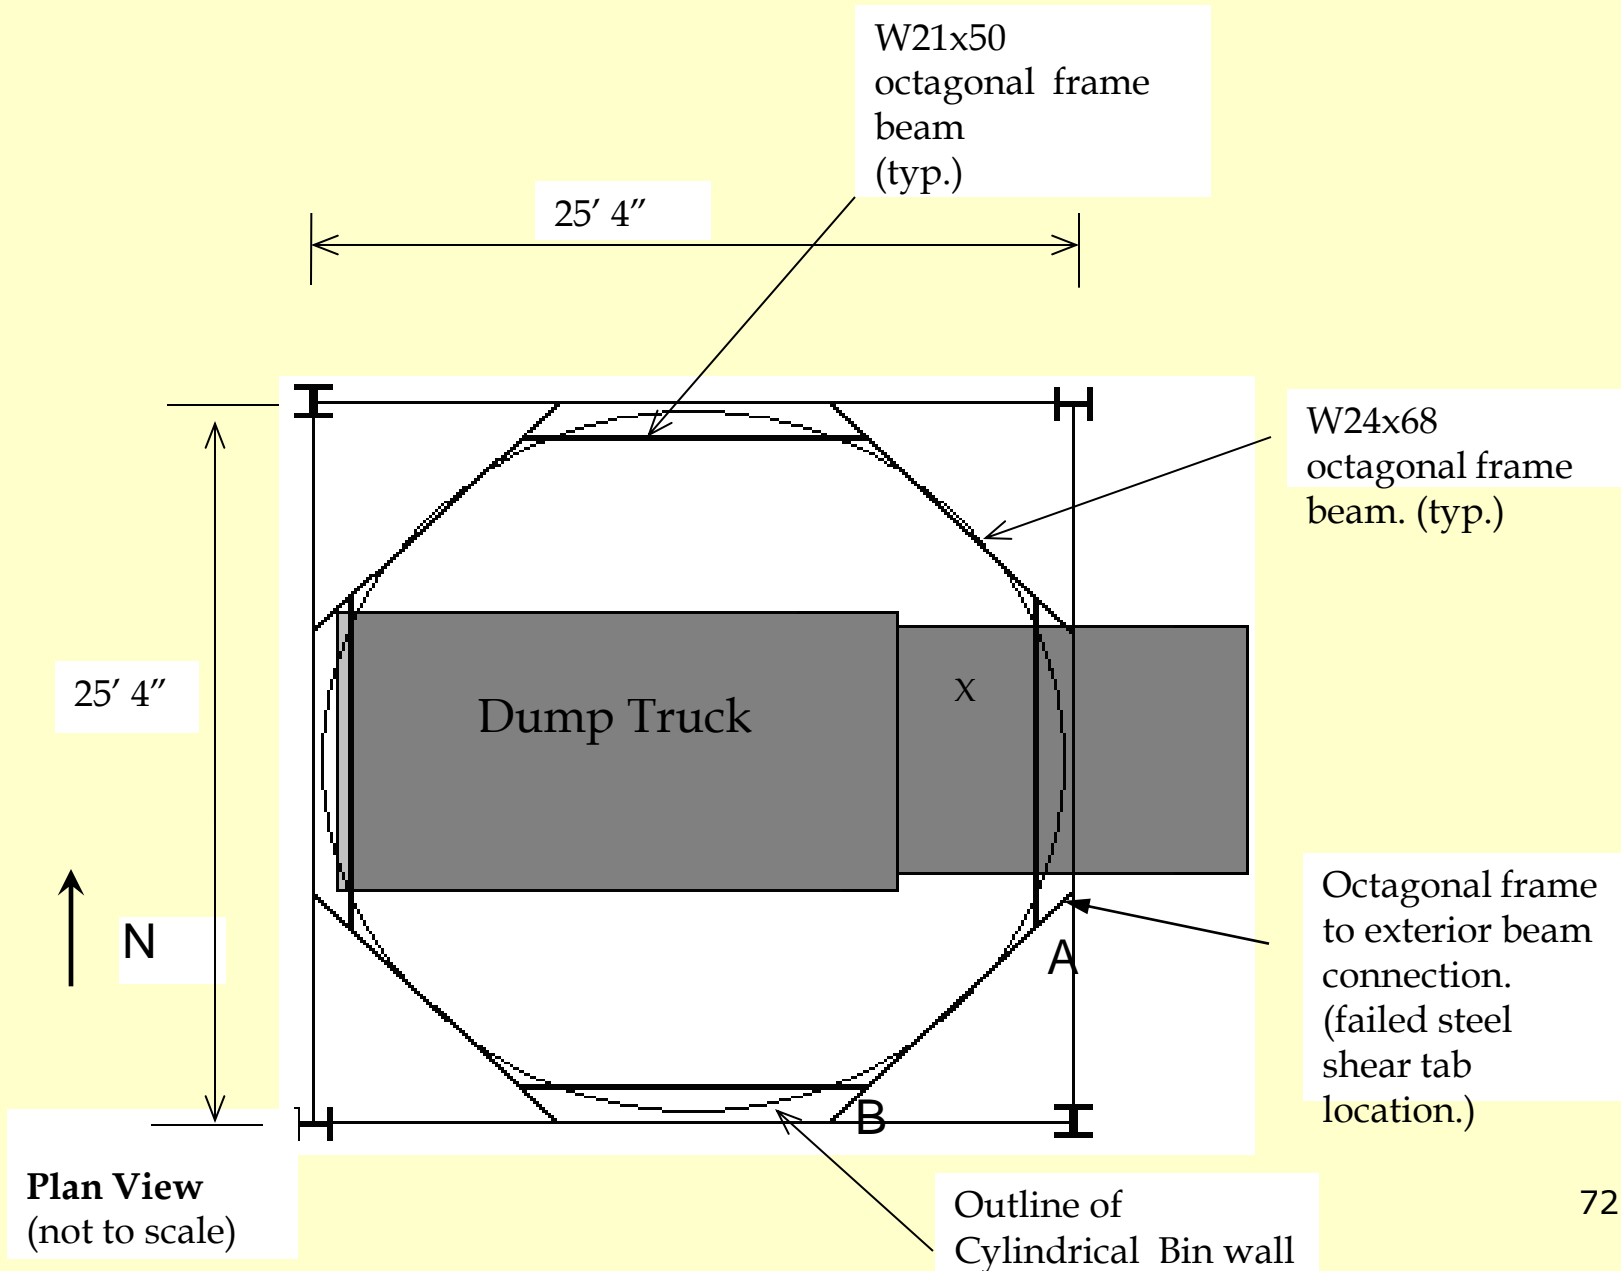 W21x50
octagonal frame
beam
(typ.)
25′ 4″
W24x68
octagonal frame
beam. (typ.)
25′ 4″
X
Dump Truck
N
A
Octagonal frame
to exterior beam
connection.
(failed steel
shear tab
location.)
B
Plan View
(not to scale)
Outline of
Cylindrical Bin wall
72